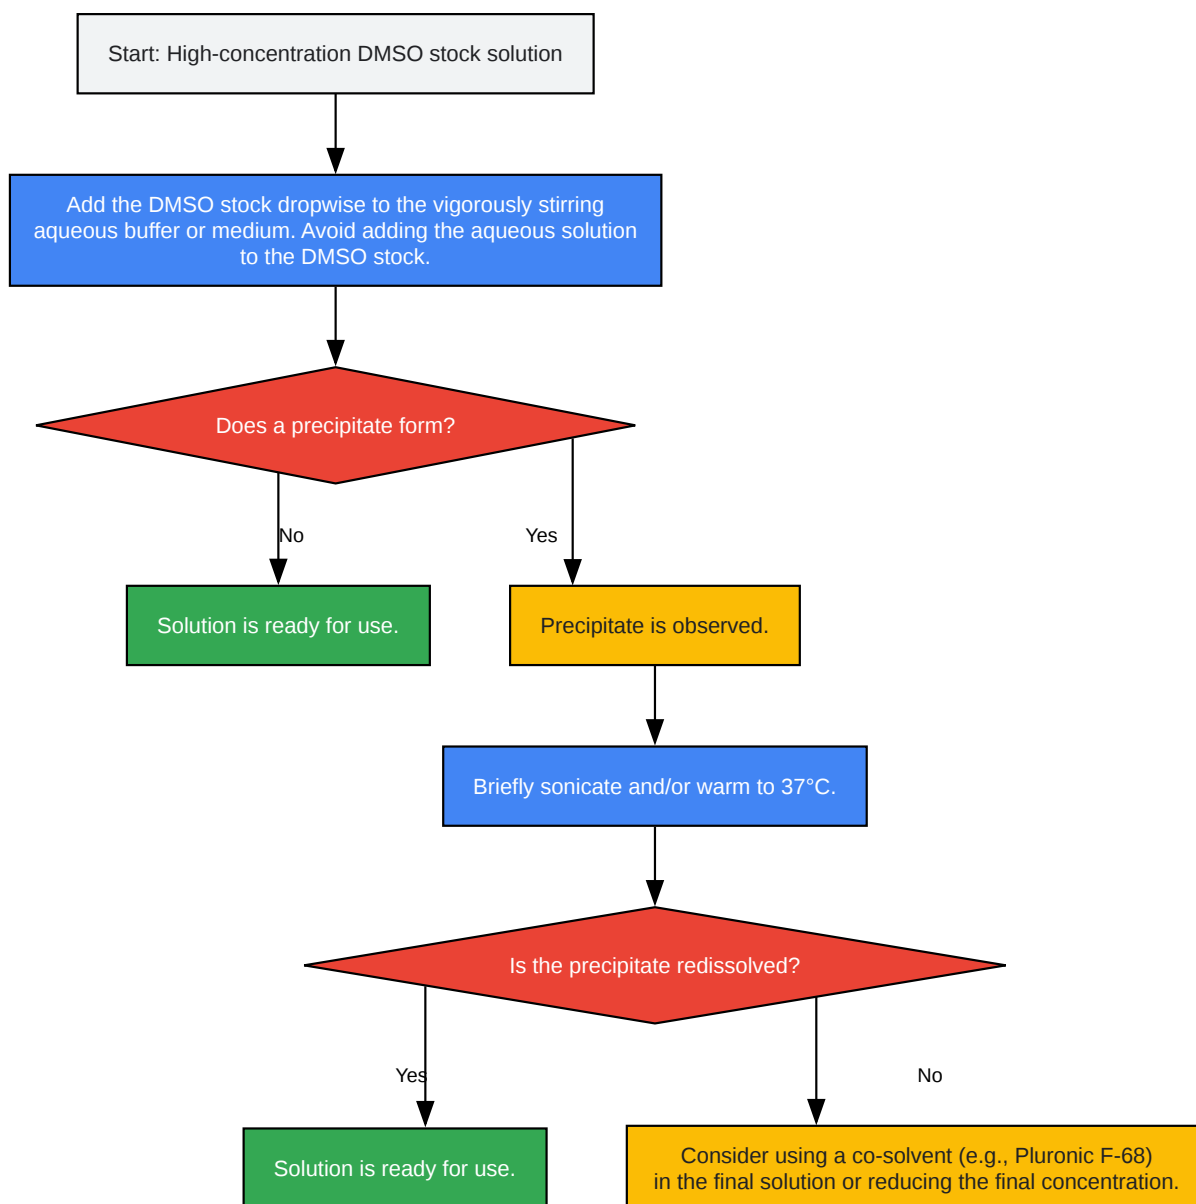 Start: High-concentration DMSO stock solution
Add the DMSO stock dropwise to the vigorously stirring
aqueous buffer or medium. Avoid adding the aqueous solution
to the DMSO stock.
Does a precipitate form?
No
Yes
Solution is ready for use.
Precipitate is observed.
Briefly sonicate and/or warm to 37°C.
Is the precipitate redissolved?
Yes
No
Solution is ready for use.
Consider using a co-solvent (e.g., Pluronic F-68)
in the final solution or reducing the final concentration.